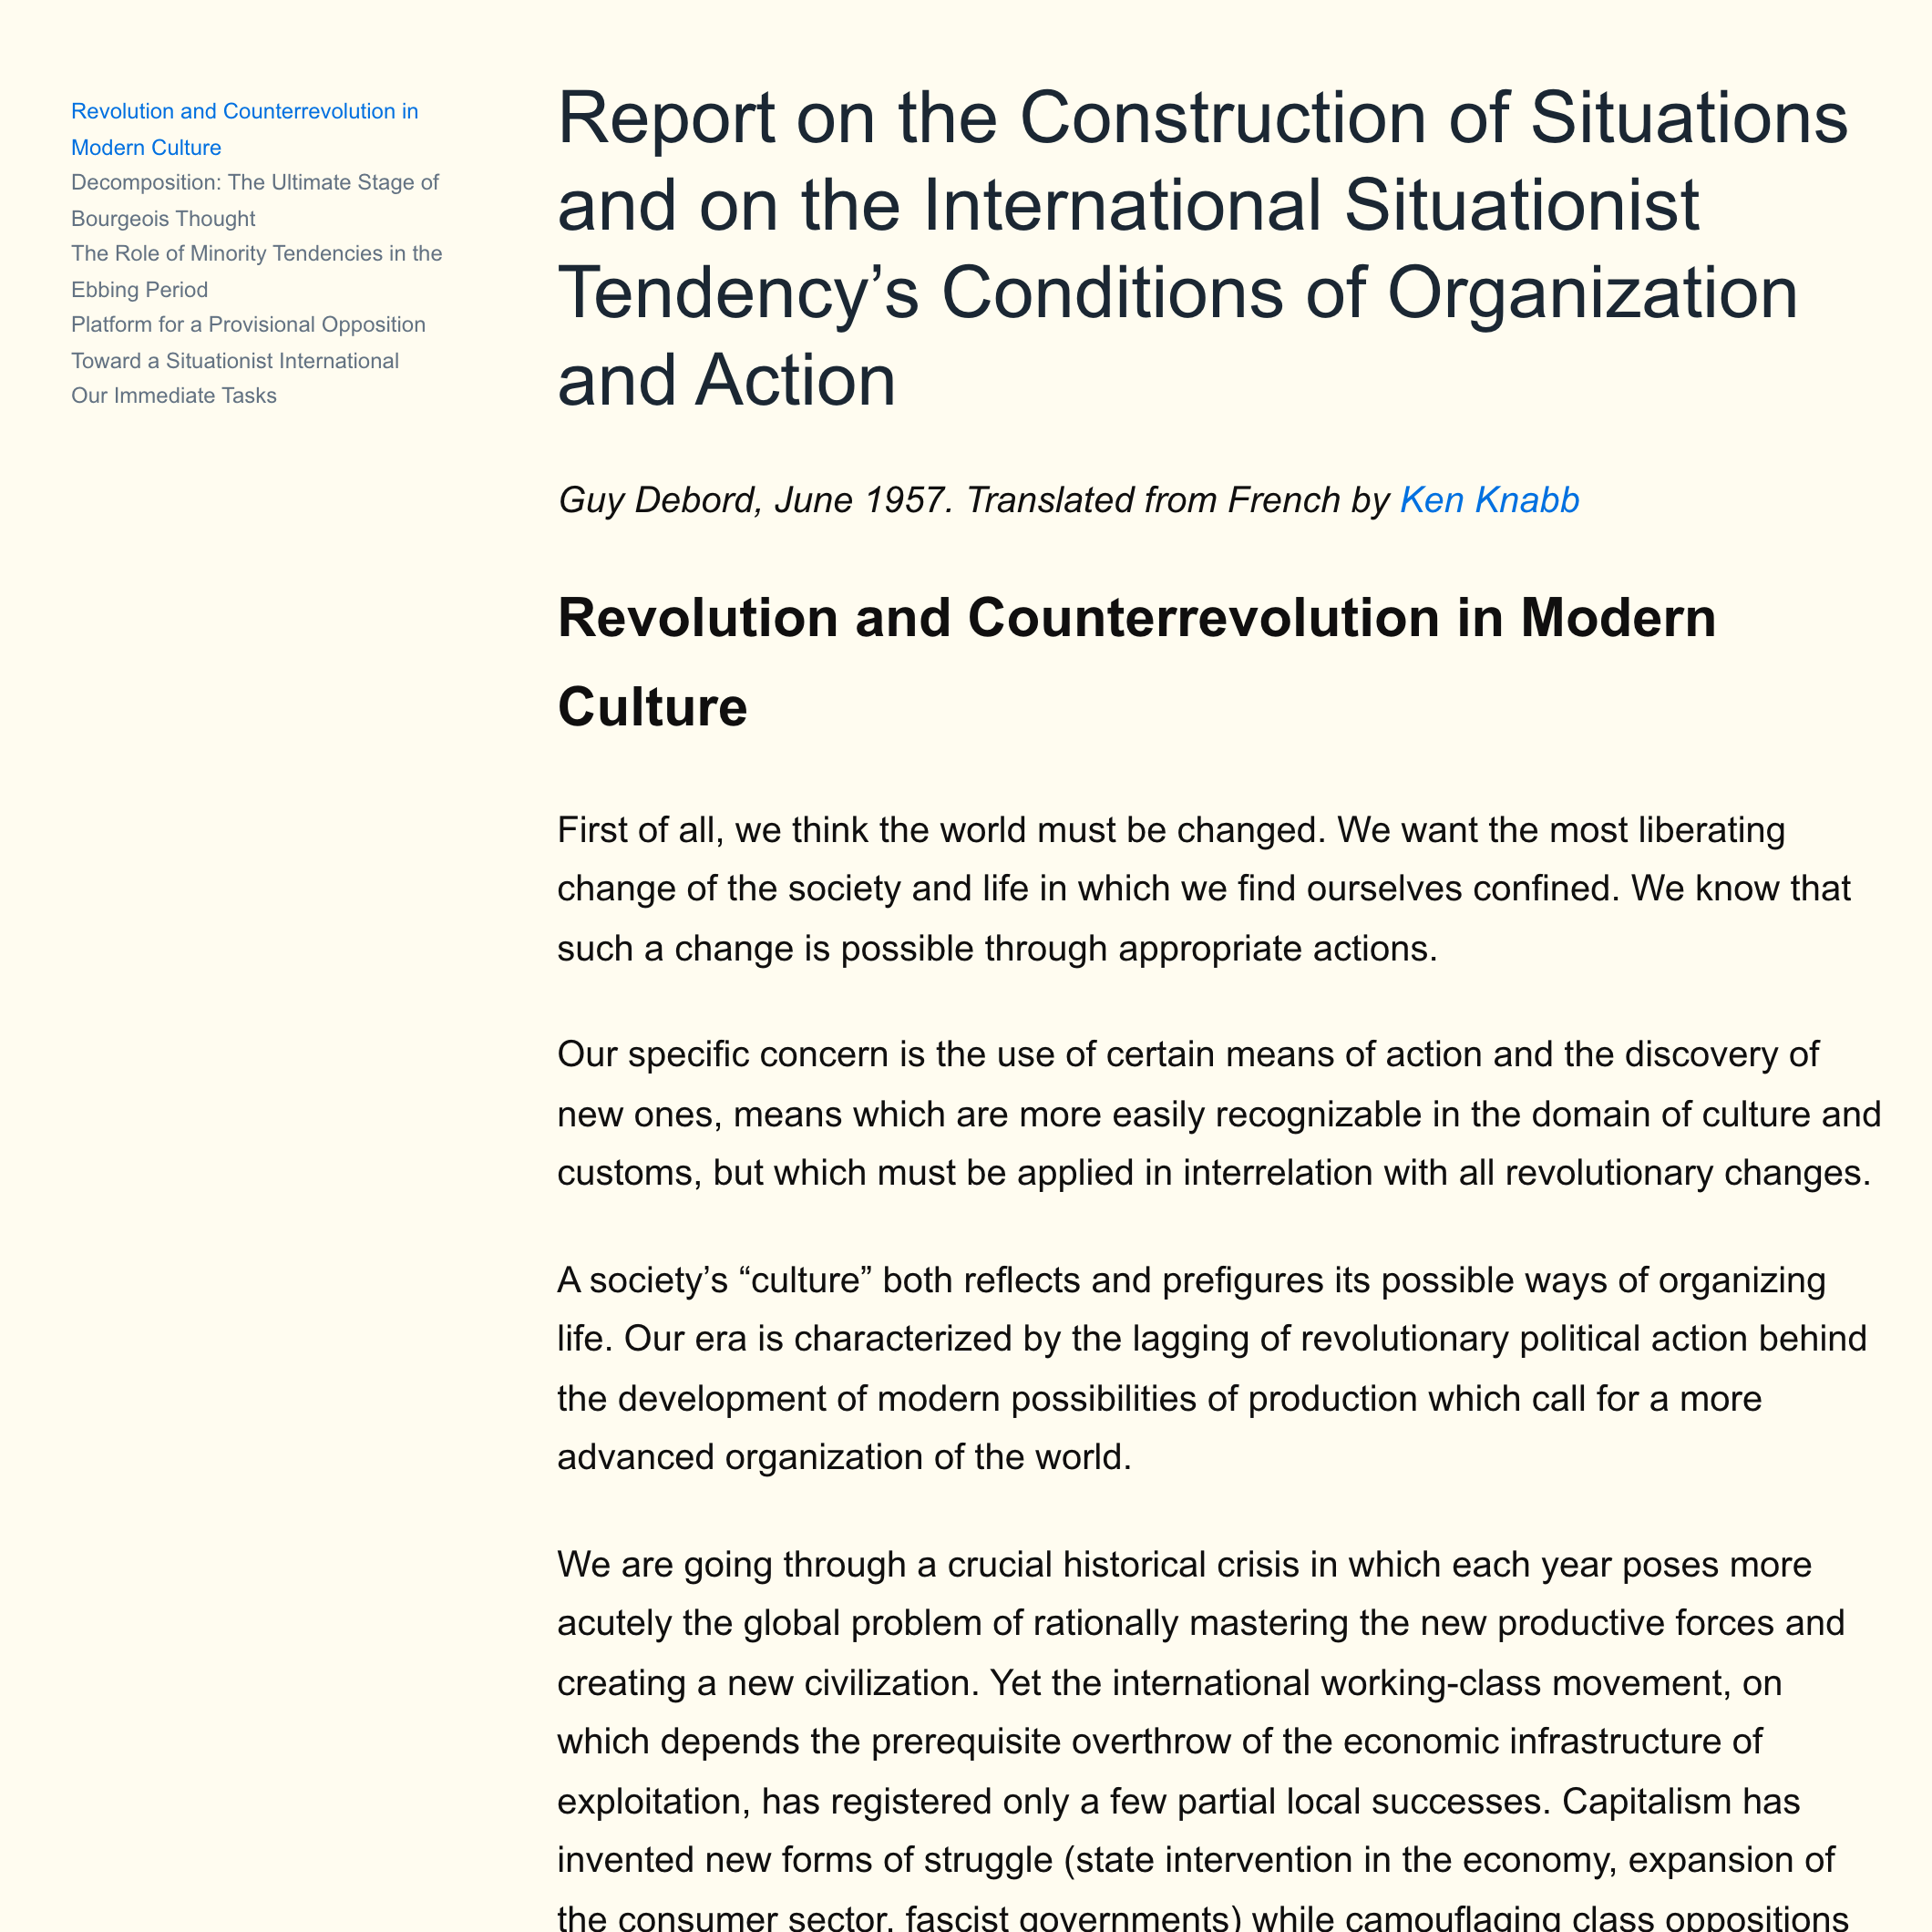 Revolution and Counterrevolution in
Modern Culture
Decomposition: The Ultimate Stage of
Bourgeois Thought
The Role of Minority Tendencies in the
Ebbing Period
Platform for a Provisional Opposition
Toward a Situationist International
Our Immediate Tasks
Report on the Construction of Situations
and on the International Situationist
Tendency’s Conditions of Organization
and Action
Guy Debord, June 1957. Translated from French by Ken Knabb
Revolution and Counterrevolution in Modern
Culture
First of all, we think the world must be changed. We want the most liberating
change of the society and life in which we find ourselves confined. We know that
such a change is possible through appropriate actions.
Our specific concern is the use of certain means of action and the discovery of
new ones, means which are more easily recognizable in the domain of culture and
customs, but which must be applied in interrelation with all revolutionary changes.
A society’s “culture” both reflects and prefigures its possible ways of organizing
life. Our era is characterized by the lagging of revolutionary political action behind
the development of modern possibilities of production which call for a more
advanced organization of the world.
We are going through a crucial historical crisis in which each year poses more
acutely the global problem of rationally mastering the new productive forces and
creating a new civilization. Yet the international working-class movement, on
which depends the prerequisite overthrow of the economic infrastructure of
exploitation, has registered only a few partial local successes. Capitalism has
invented new forms of struggle (state intervention in the economy, expansion of
the consumer sector, fascist governments) while camouflaging class oppositions